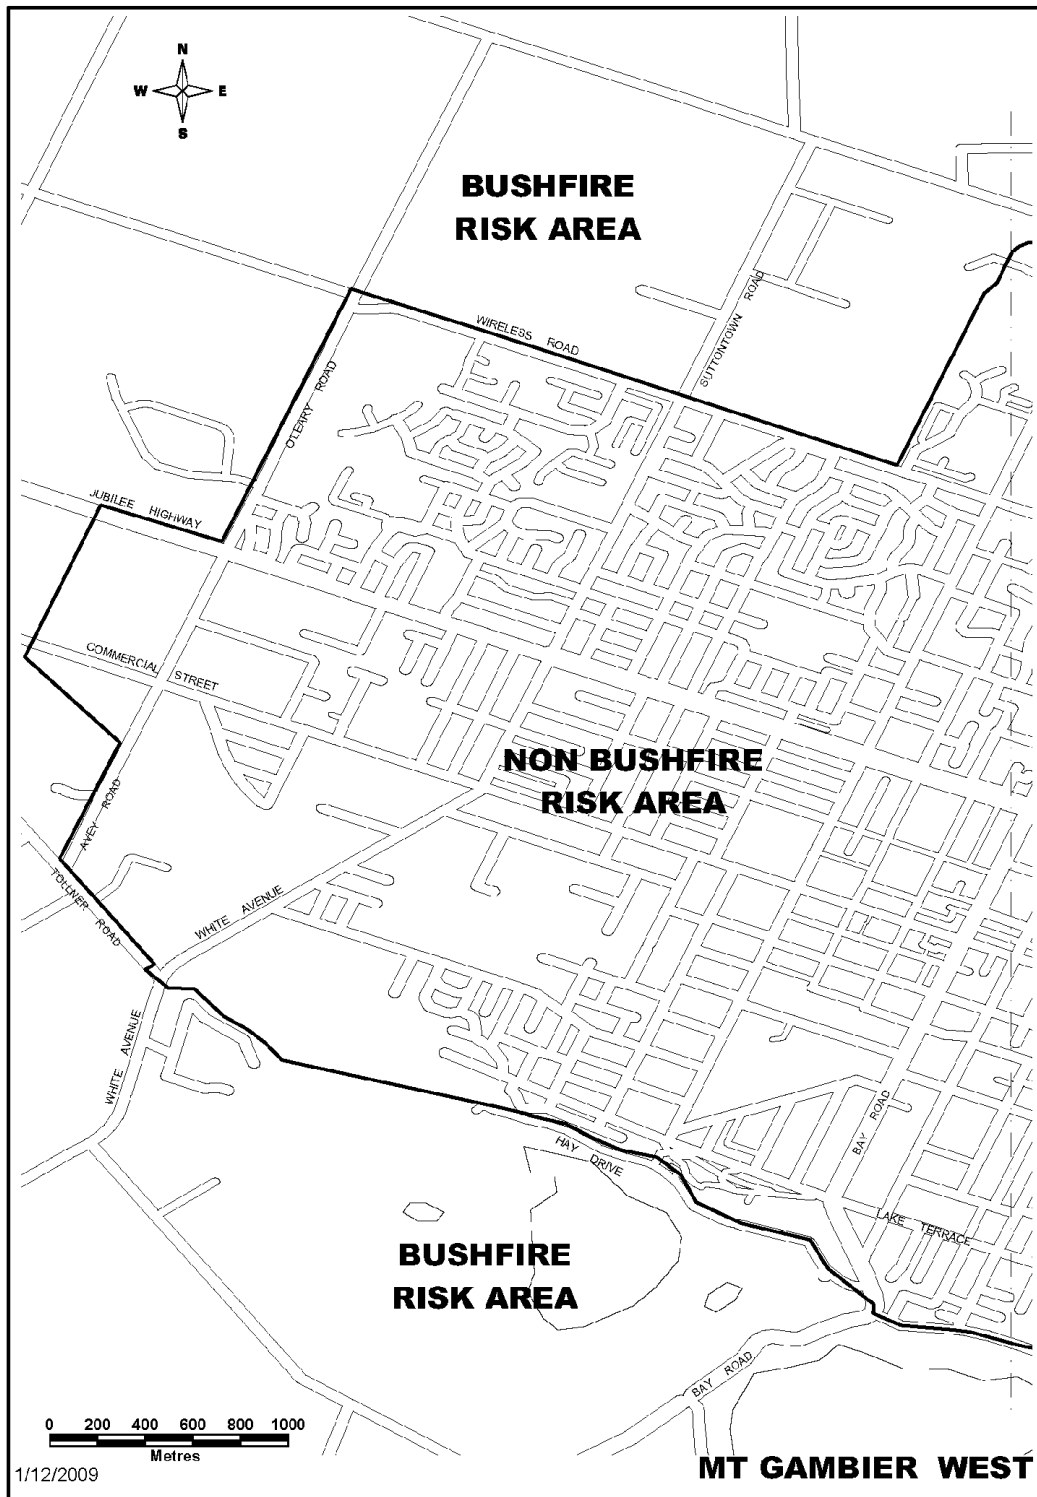 N
W E
S
BUSHFIRE
RISK AREA
SUTTONTOWN ROAD
WIRELESS ROAD
O'LEARY ROAD
JUBILEE HIGHWAY
COMMERCIAL STREET
NON BUSHFIRE
RISK AREA
AVEY ROAD
TOLLNER ROAD
WHITE AVENUE
WHITE AVENUE
BAY ROAD
HAY DRIVE
LAKE TERRACE
BUSHFIRE
RISK AREA
BAY ROAD
0 200 400 600 800 1000
Metres
1/12/2009
MT GAMBIER WEST